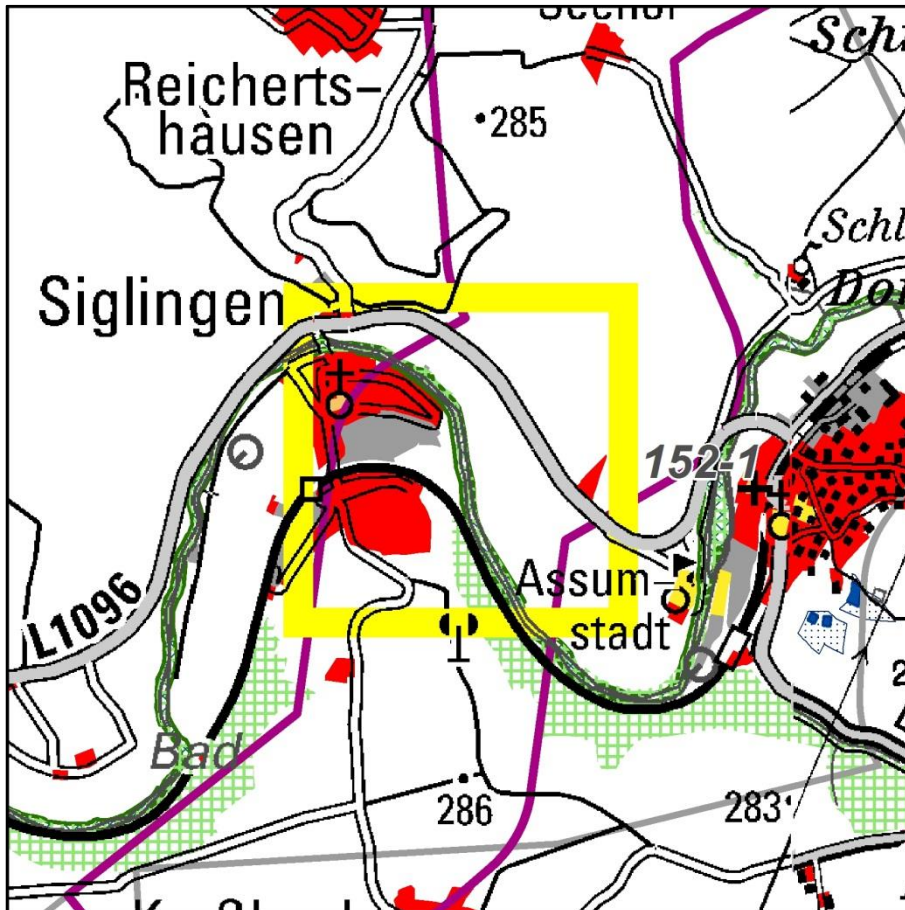 Reicherts-
hausen
285
Siglingen
152-1
L1096
Assum-
stadt
Bad
286
283